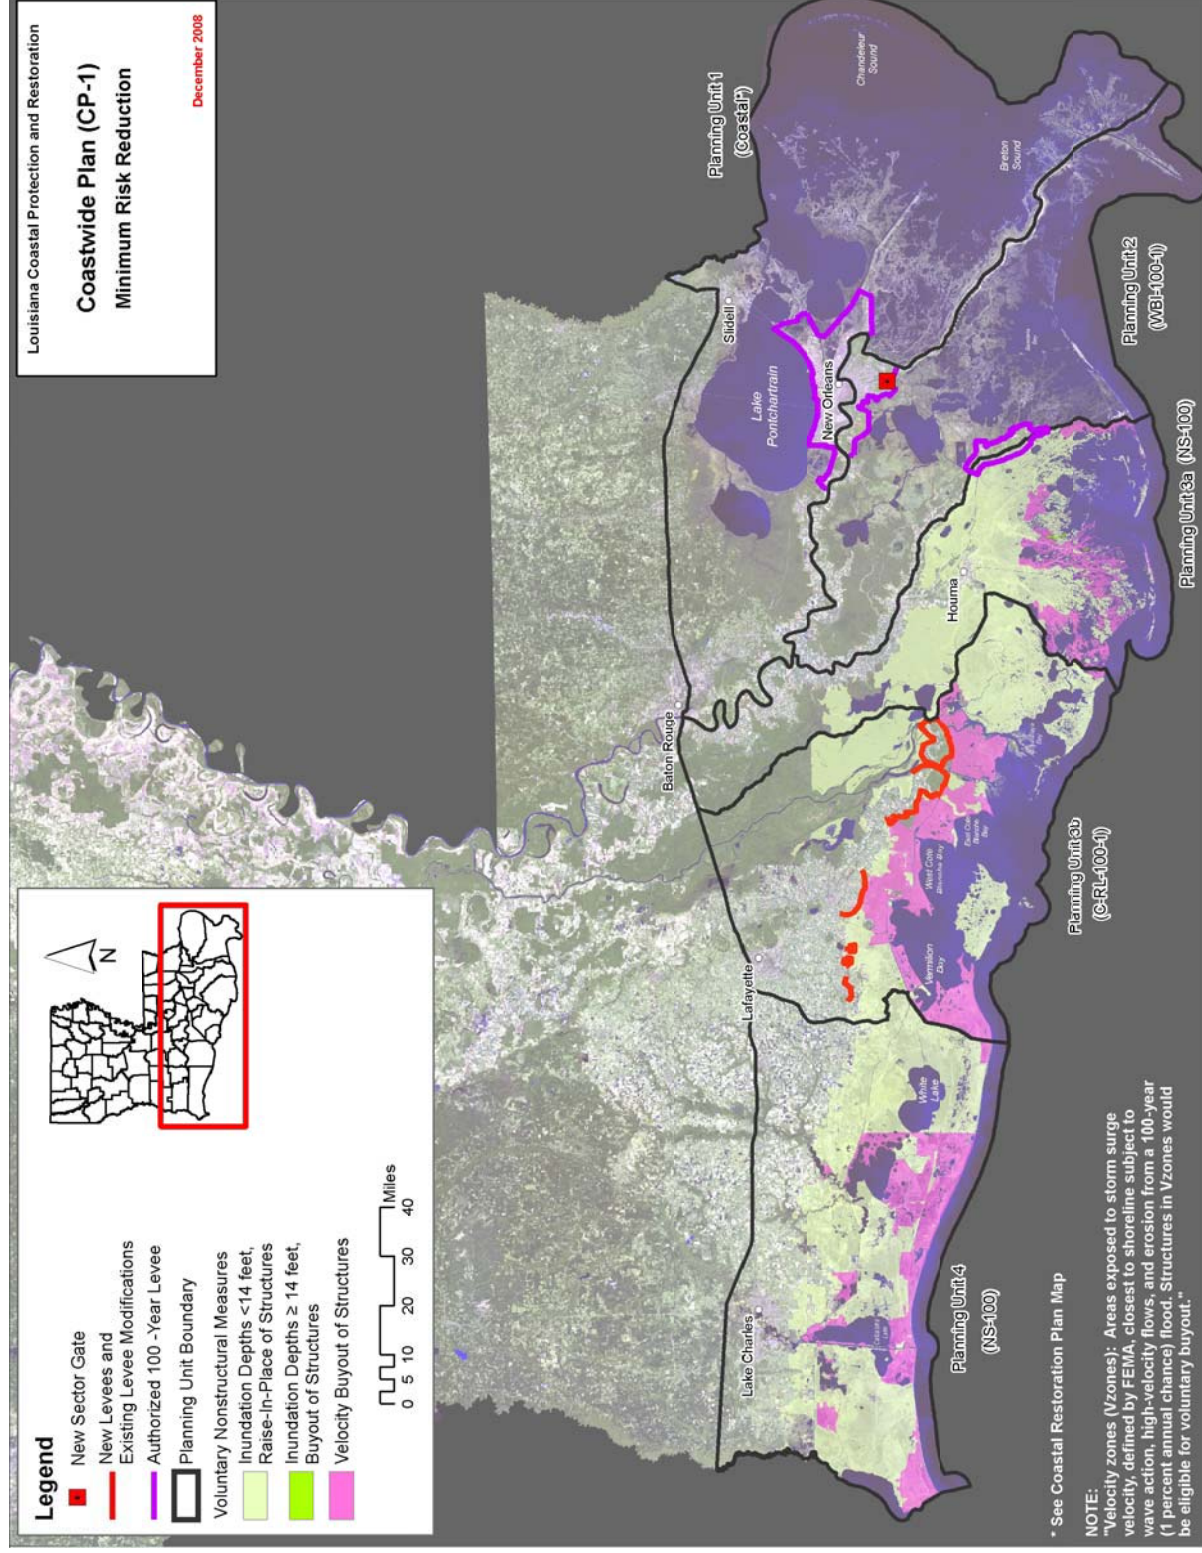 Louisiana Coastal Protection and Restoration
Coastwide Plan (CP-1)
Minimum Risk Reduction
December 2008
N
Legend
New Sector Gate
New Levees and
Existing Levee Modifications
Authorized 100 -Year Levee
Planning Unit Boundary
Voluntary Nonstructural Measures
Inundation Depths <14 feet,
Raise-In-Place of Structures
Inundation Depths ≥ 14 feet,
Buyout of Structures
Velocity Buyout of Structures
0 5 10 20 30 40
Miles
Baton Rouge
Slidell
Lake
Pontchartrain
New Orleans
Lafayette
Lake Charles
Houma
Chandeleur
Sound
Breton
Sound
White
Lake
Vermilion
Bay
West Cote
Blanche Bay
East Cote
Blanche
Bay
Calcasieu
Lake
Planning Unit 1
(Coastal*)
Planning Unit 2
(WBI-100-1)
Planning Unit 3a (NS-100)
Planning Unit 3b
(C-RL-100-1)
Planning Unit 4
(NS-100)
* See Coastal Restoration Plan Map
NOTE:
"Velocity zones (Vzones): Areas exposed to storm surge
velocity, defined by FEMA, closest to shoreline subject to
wave action, high-velocity flows, and erosion from a 100-year
(1 percent annual chance) flood. Structures in Vzones would
be eligible for voluntary buyout."